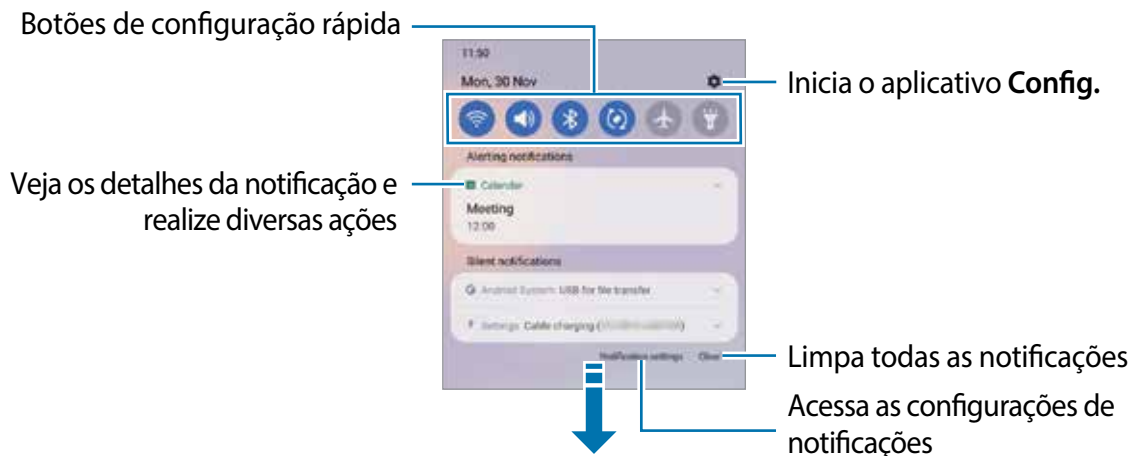 Botões de configuração rápida
11:50
Mon, 30 Nov
Inicia o aplicativo Config.
Alerting notifications
Veja os detalhes da notificação e
realize diversas ações
Calendar
Meeting
12:00
Silent notifications
Android System USB for file transfer
Settings Cable charging (
Notification settings Clear
Limpa todas as notificações
Acessa as configurações de
notificações